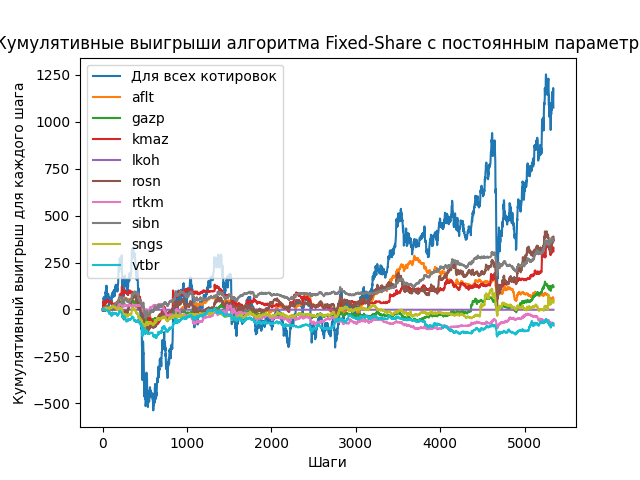 Кумулятивные выигрыши алгоритма Fixed-Share с постоянным параметр
Кумулятивный выигрыш для каждого шага
1250
1000
750
500
250
0
−250
−500
Для всех котировок
aflt
gazp
kmaz
lkoh
rosn
rtkm
sibn
sngs
vtbr
0 1000 2000 3000 4000 5000
Шаги